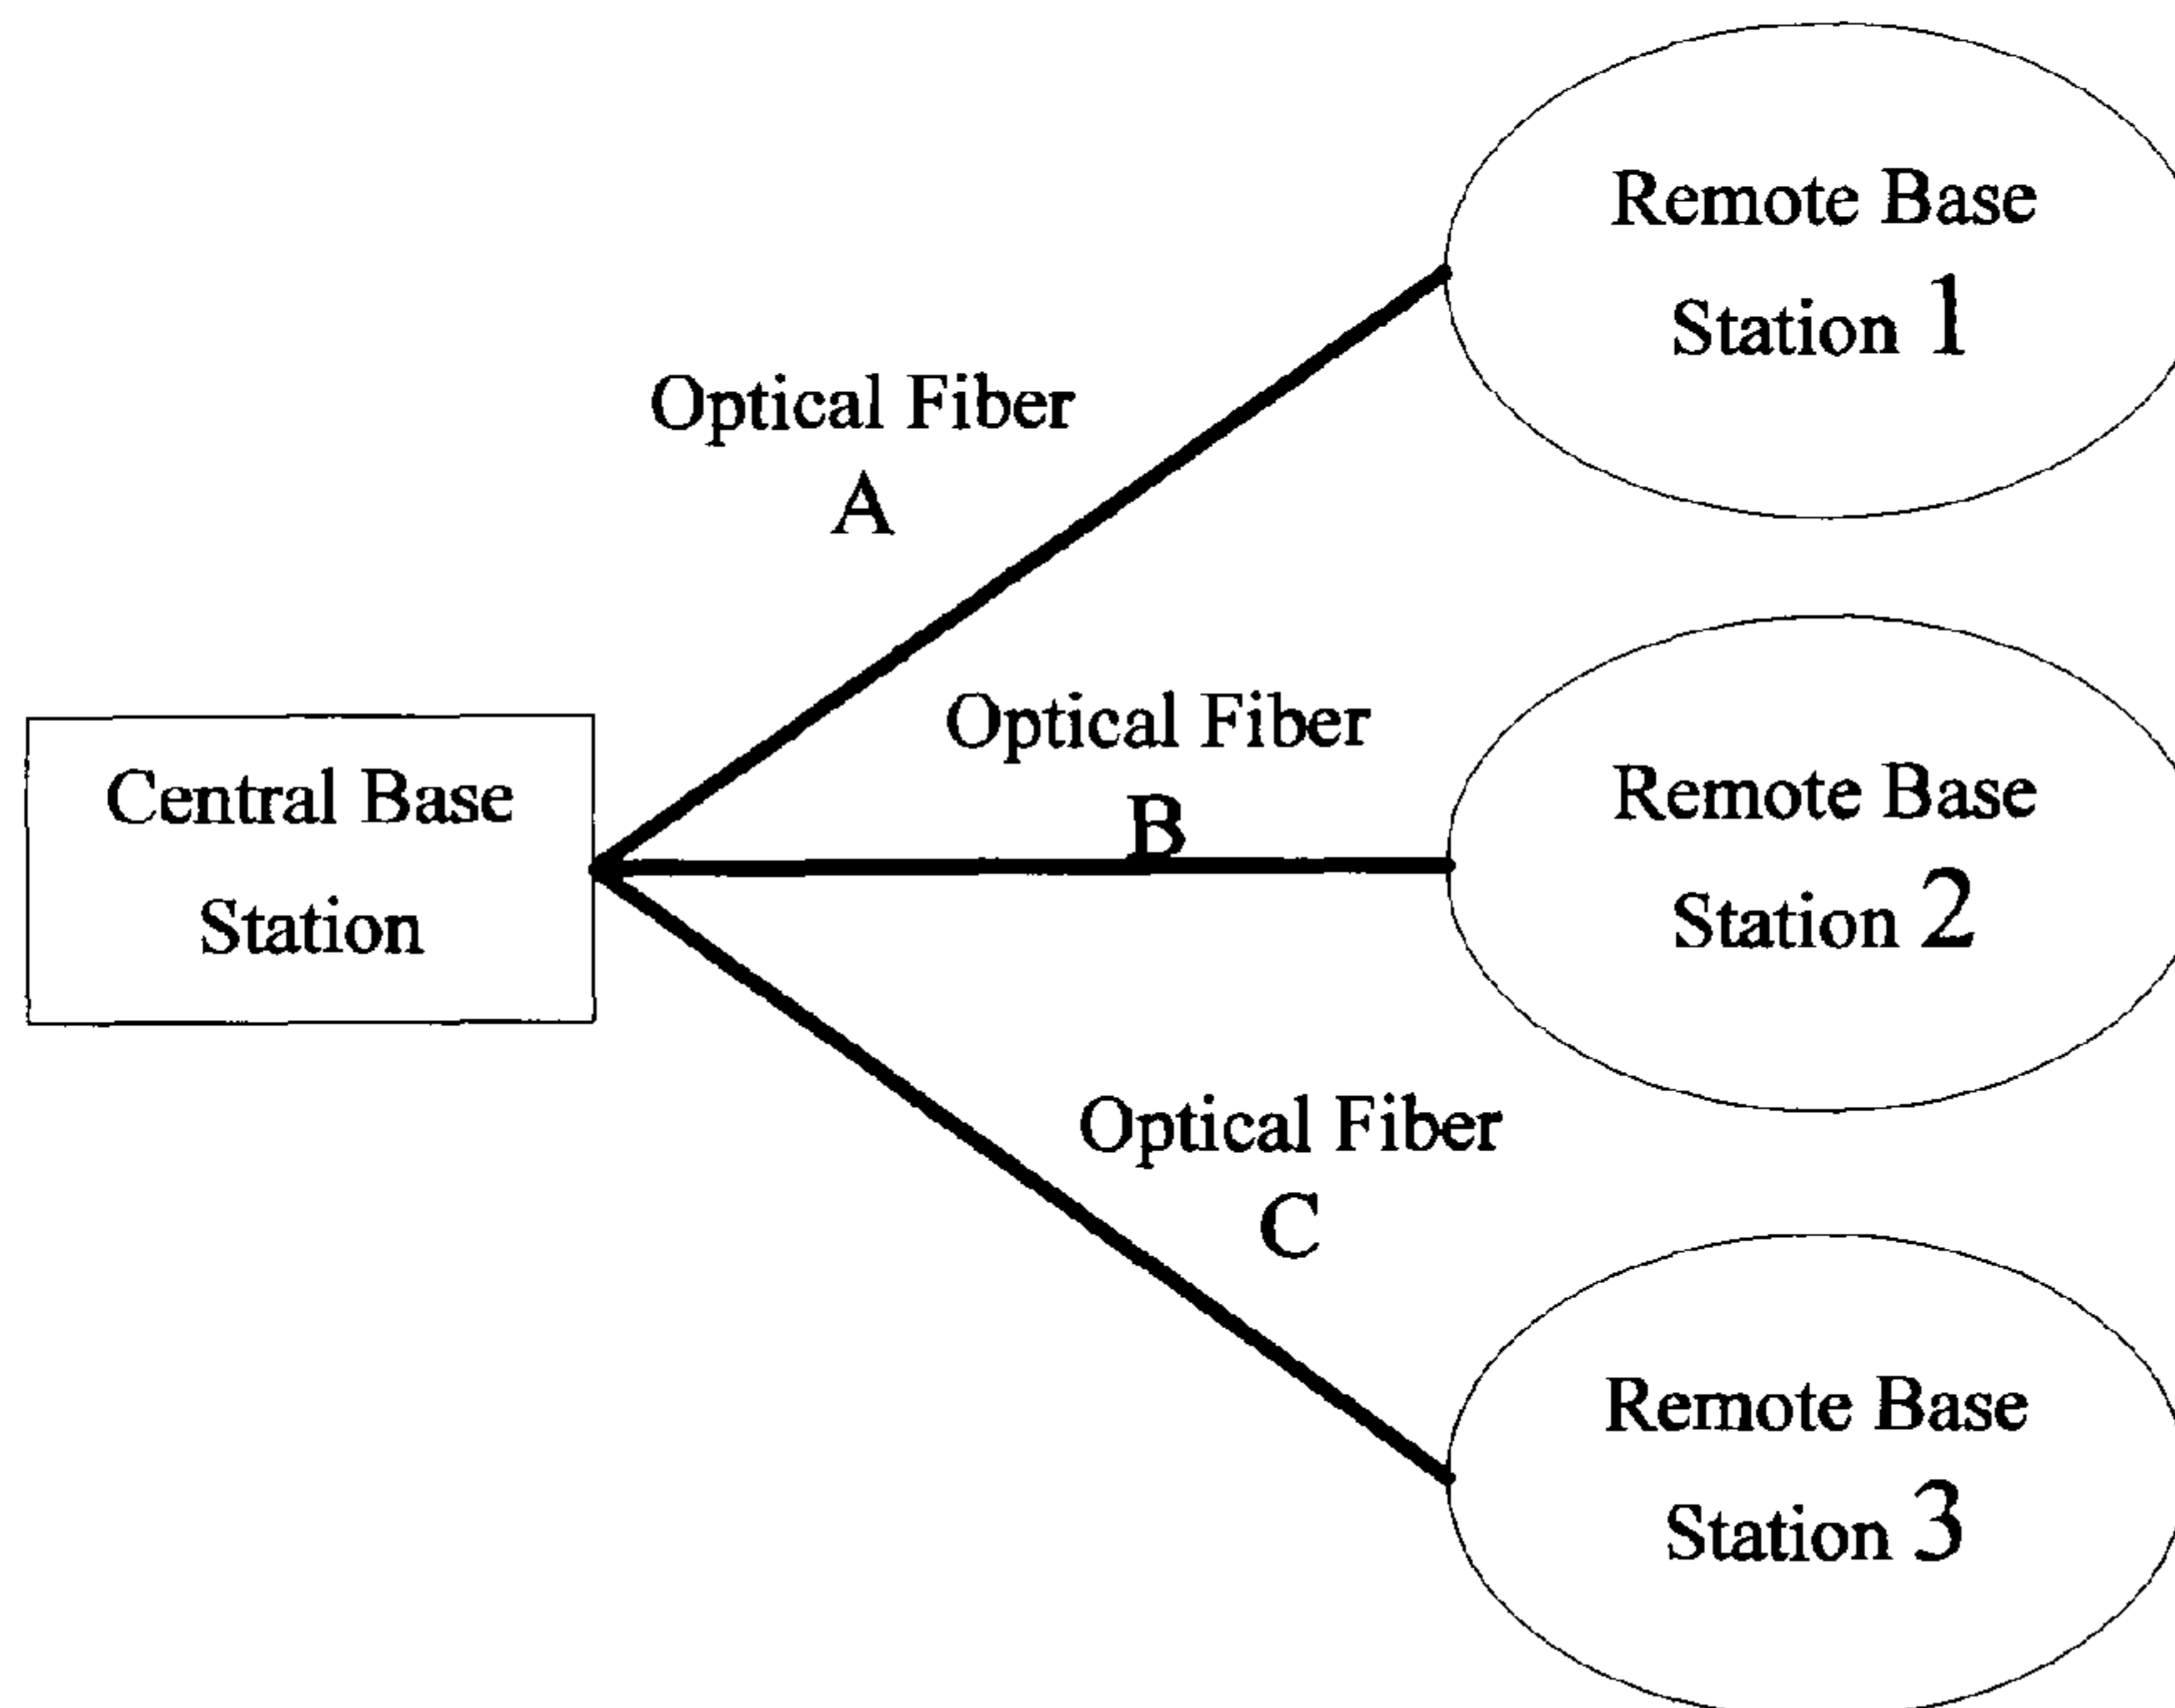 Remote Base
Station 1
Optical Fiber
A
Optical Fiber
B
Central Base
Station
Remote Base
Station 2
Optical Fiber
C
Remote Base
Station 3